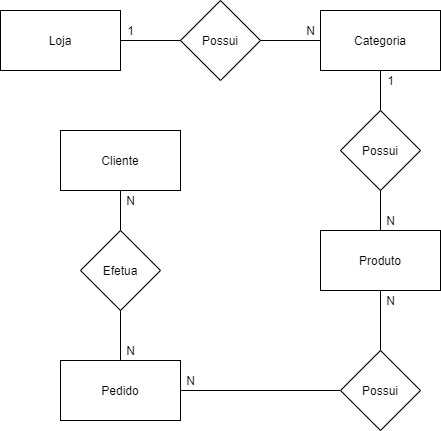 Loja
1
Possui
N
Categoria
1
Possui
N
Produto
N
Possui
N
Pedido
N
Efetua
N
Cliente